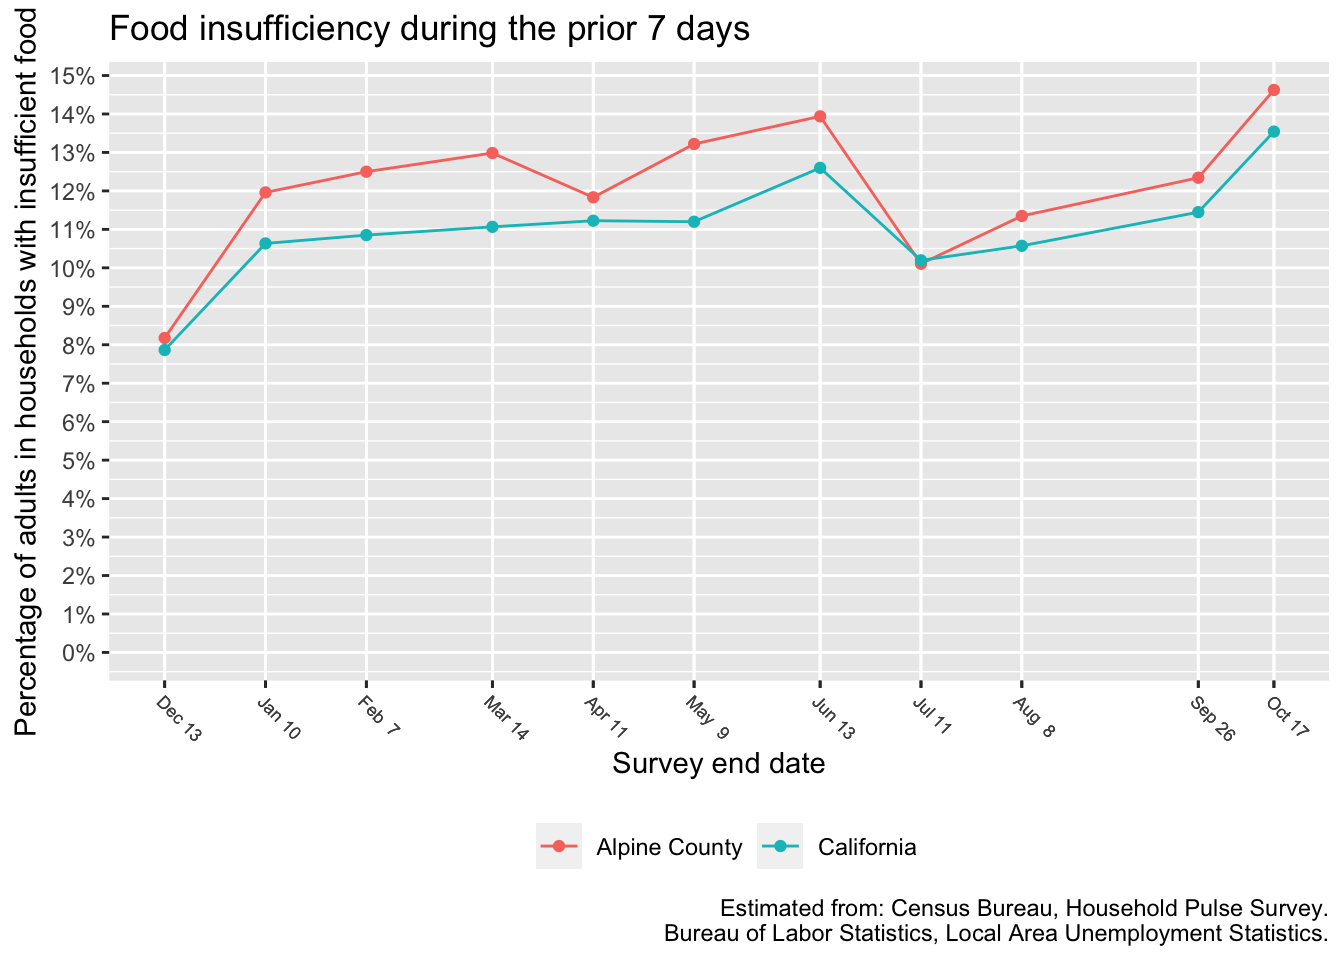 Food insufficiency during the prior 7 days
Percentage of adults in households with insufficient food
15%
14%
13%
12%
11%
10%
9%
8%
7%
6%
5%
4%
3%
2%
1%
0%
Dec 13
Jan 10
Feb 7
Mar 14
Apr 11
May 9
Jun 13
Jul 11
Aug 8
Sep 26
Oct 17
Survey end date
Alpine County
California
Estimated from: Census Bureau, Household Pulse Survey.
Bureau of Labor Statistics, Local Area Unemployment Statistics.